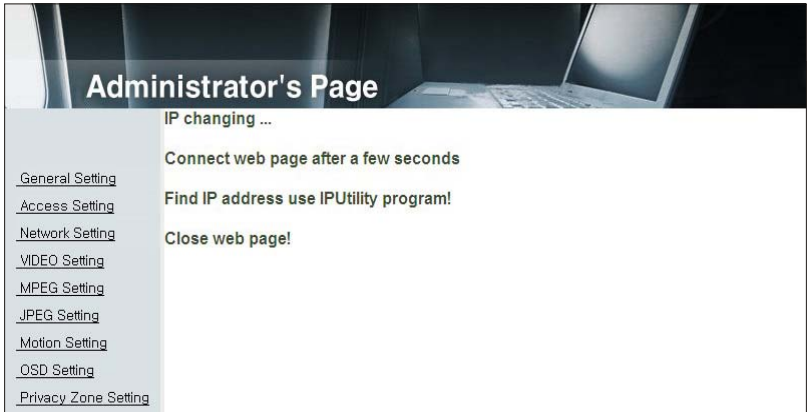 Administrator's Page
IP changing ...
Connect web page after a few seconds
Find IP address use IPUtility program!
Close web page!
General Setting
Access Setting
Network Setting
VIDEO Setting
MPEG Setting
JPEG Setting
Motion Setting
OSD Setting
Privacy Zone Setting